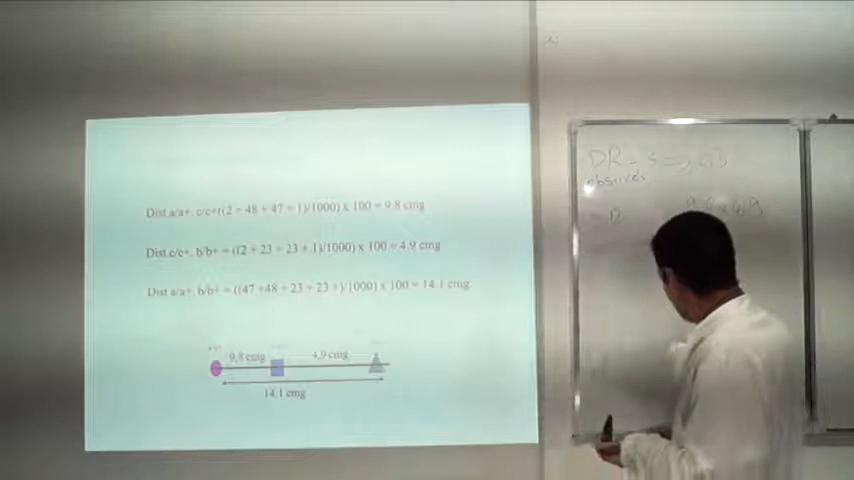 Dist a/a+; c/c+((2 + 48 + 47 + 1)/1000) x 100 = 9.8 cmg
Dist c/c+; b/b+ = ((2 + 23 + 23 + 1)/1000) x 100 = 4.9 cmg
Dist a/a+; b/b+ = ((47 +48 + 23 + 23 +)/1000) x 100 = 14.1 cmg
9,8 cmg 4,9 cmg
14,1 cmg
DR
observés